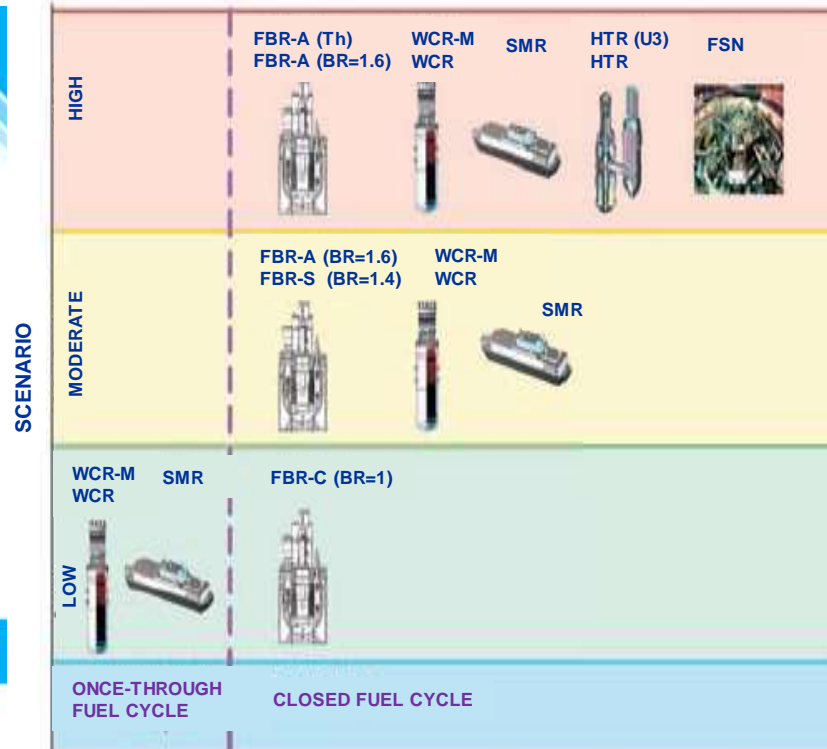 SCENARIO
HIGH
FBR-A (Th)
FBR-A (BR=1.6)
WCR-M
WCR
SMR
HTR (U3)
HTR
FSN
MODERATE
FBR-A (BR=1.6)
FBR-S (BR=1.4)
WCR-M
WCR
SMR
LOW
WCR-M
WCR
SMR
FBR-C (BR=1)
ONCE-THROUGH
FUEL CYCLE
CLOSED FUEL CYCLE